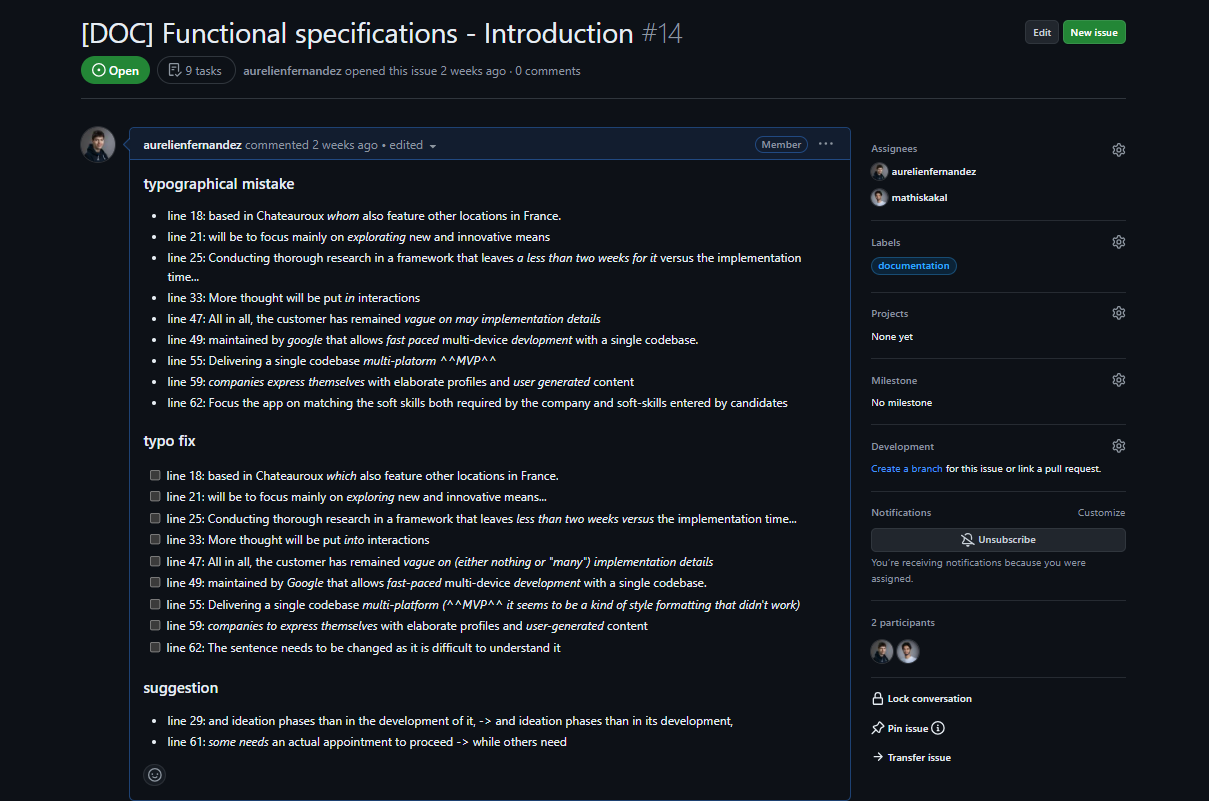 [DOC] Functional specifications - Introduction #14
Edit
New issue
Open
9 tasks
aurelienfernandez opened this issue 2 weeks ago · 0 comments
aurelienfernandez commented 2 weeks ago • edited
Member
typographical mistake
• line 18: based in Chateauroux whom also feature other locations in France.
• line 21: will be to focus mainly on explorating new and innovative means
• line 25: Conducting thorough research in a framework that leaves a less than two weeks for it versus the implementation
time...
• line 33: More thought will be put in interactions
• line 47: All in all, the customer has remained vague on may implementation details
• line 49: maintained by google that allows fast paced multi-device devlopment with a single codebase.
• line 55: Delivering a single codebase multi-platorm ^^MVP^^
• line 59: companies express themselves with elaborate profiles and user generated content
• line 62: Focus the app on matching the soft skills both required by the company and soft-skills entered by candidates
typo fix
line 18: based in Chateauroux which also feature other locations in France.
line 21: will be to focus mainly on exploring new and innovative means...
line 25: Conducting thorough research in a framework that leaves less than two weeks versus the implementation time...
line 33: More thought will be put into interactions
line 47: All in all, the customer has remained vague on (either nothing or "many") implementation details
line 49: maintained by Google that allows fast-paced multi-device development with a single codebase.
line 55: Delivering a single codebase multi-platform (^^MVP^^ it seems to be a kind of style formatting that didn't work)
line 59: companies to express themselves with elaborate profiles and user-generated content
line 62: The sentence needs to be changed as it is difficult to understand it
suggestion
• line 29: and ideation phases than in the development of it, -> and ideation phases than in its development,
• line 61: some needs an actual appointment to proceed -> while others need
Assignees
aurelienfernandez
mathiskakal
Labels
documentation
Projects
None yet
Milestone
No milestone
Development
Create a branch for this issue or link a pull request.
Notifications
Customize
Unsubscribe
You're receiving notifications because you were
assigned.
2 participants
Lock conversation
Pin issue
Transfer issue